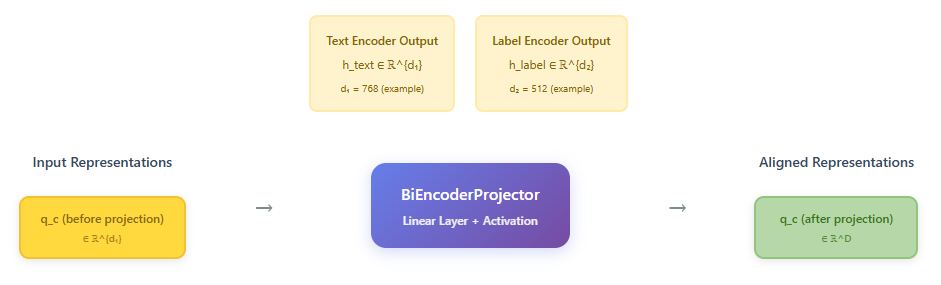 Text Encoder Output
h_text ∈ ℝ^{d₁}
d₁ = 768 (example)
Label Encoder Output
h_label ∈ ℝ^{d₂}
d₂ = 512 (example)
Input Representations
q_c (before projection)
∈ ℝ^{d₁}
→
BiEncoderProjector
Linear Layer + Activation
→
Aligned Representations
q_c (after projection)
∈ ℝ^D